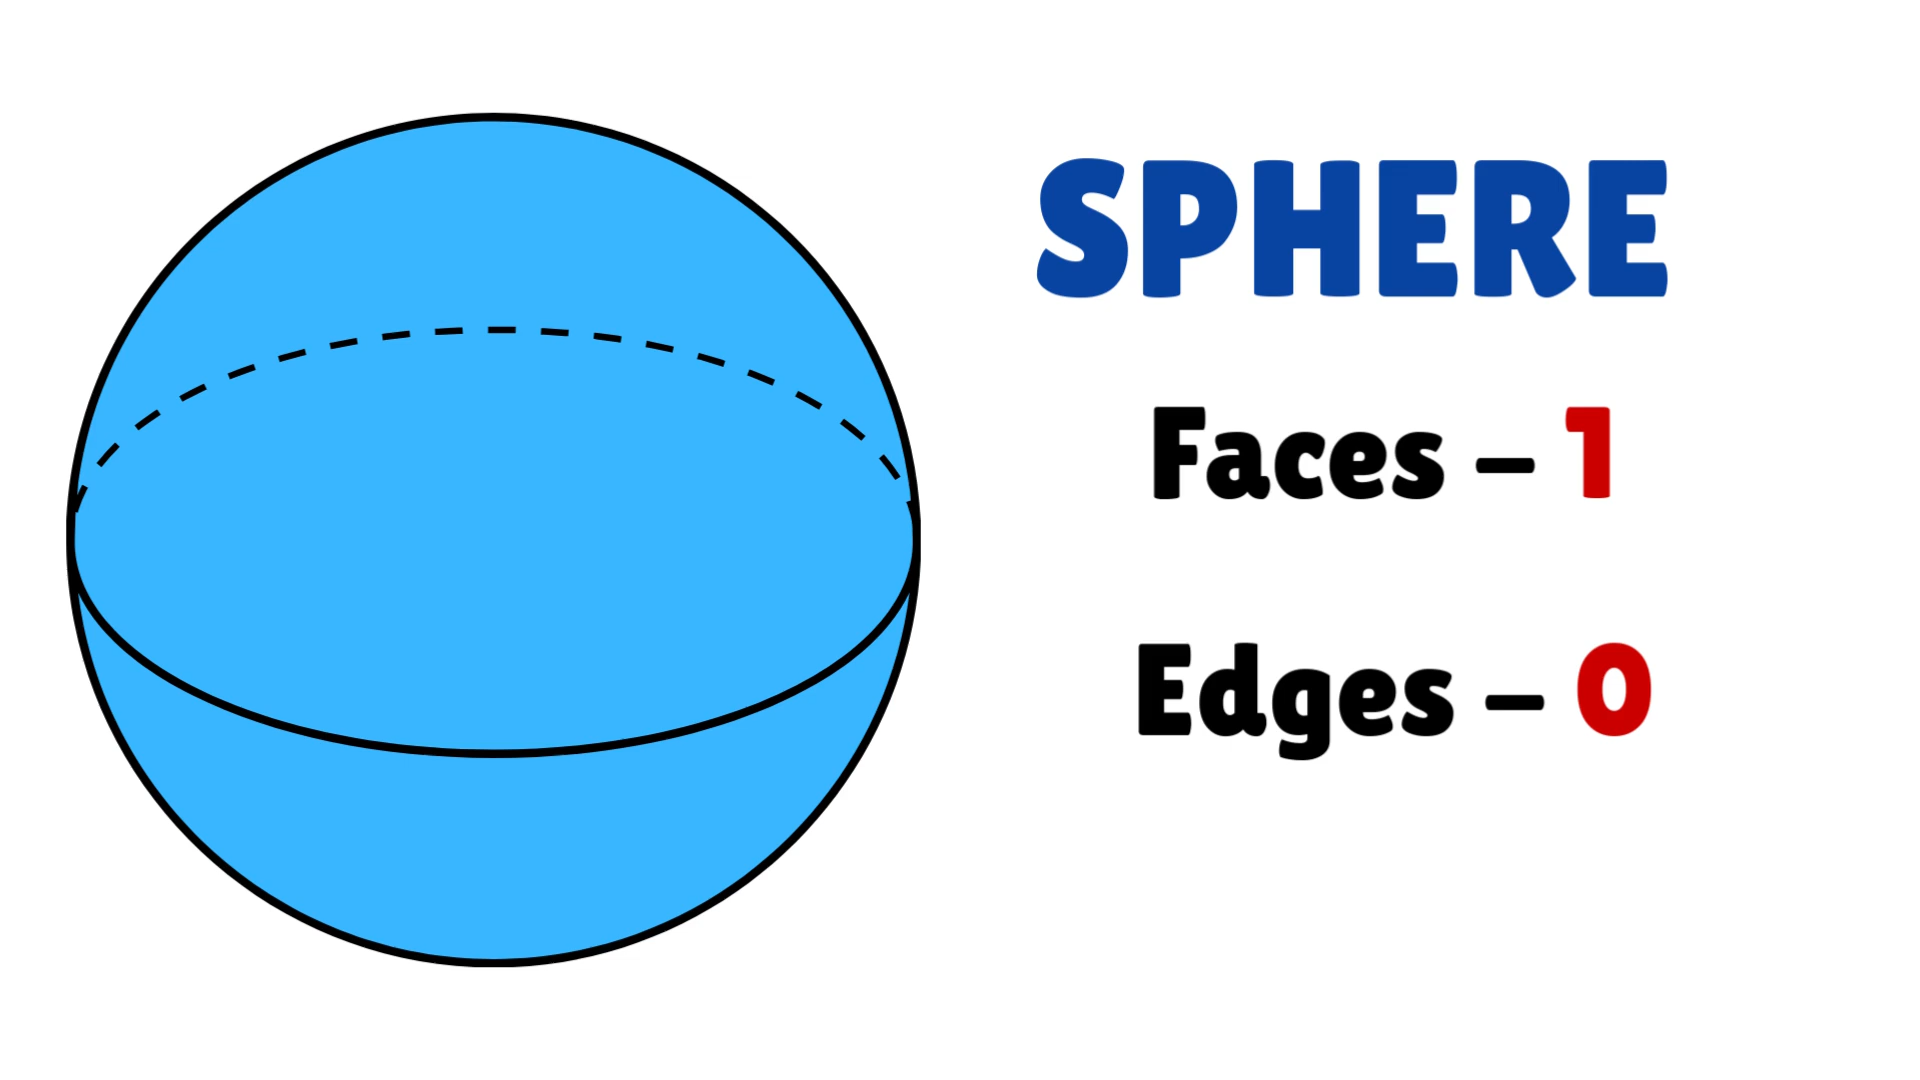 SPHERE
Faces – 1
Edges – 0